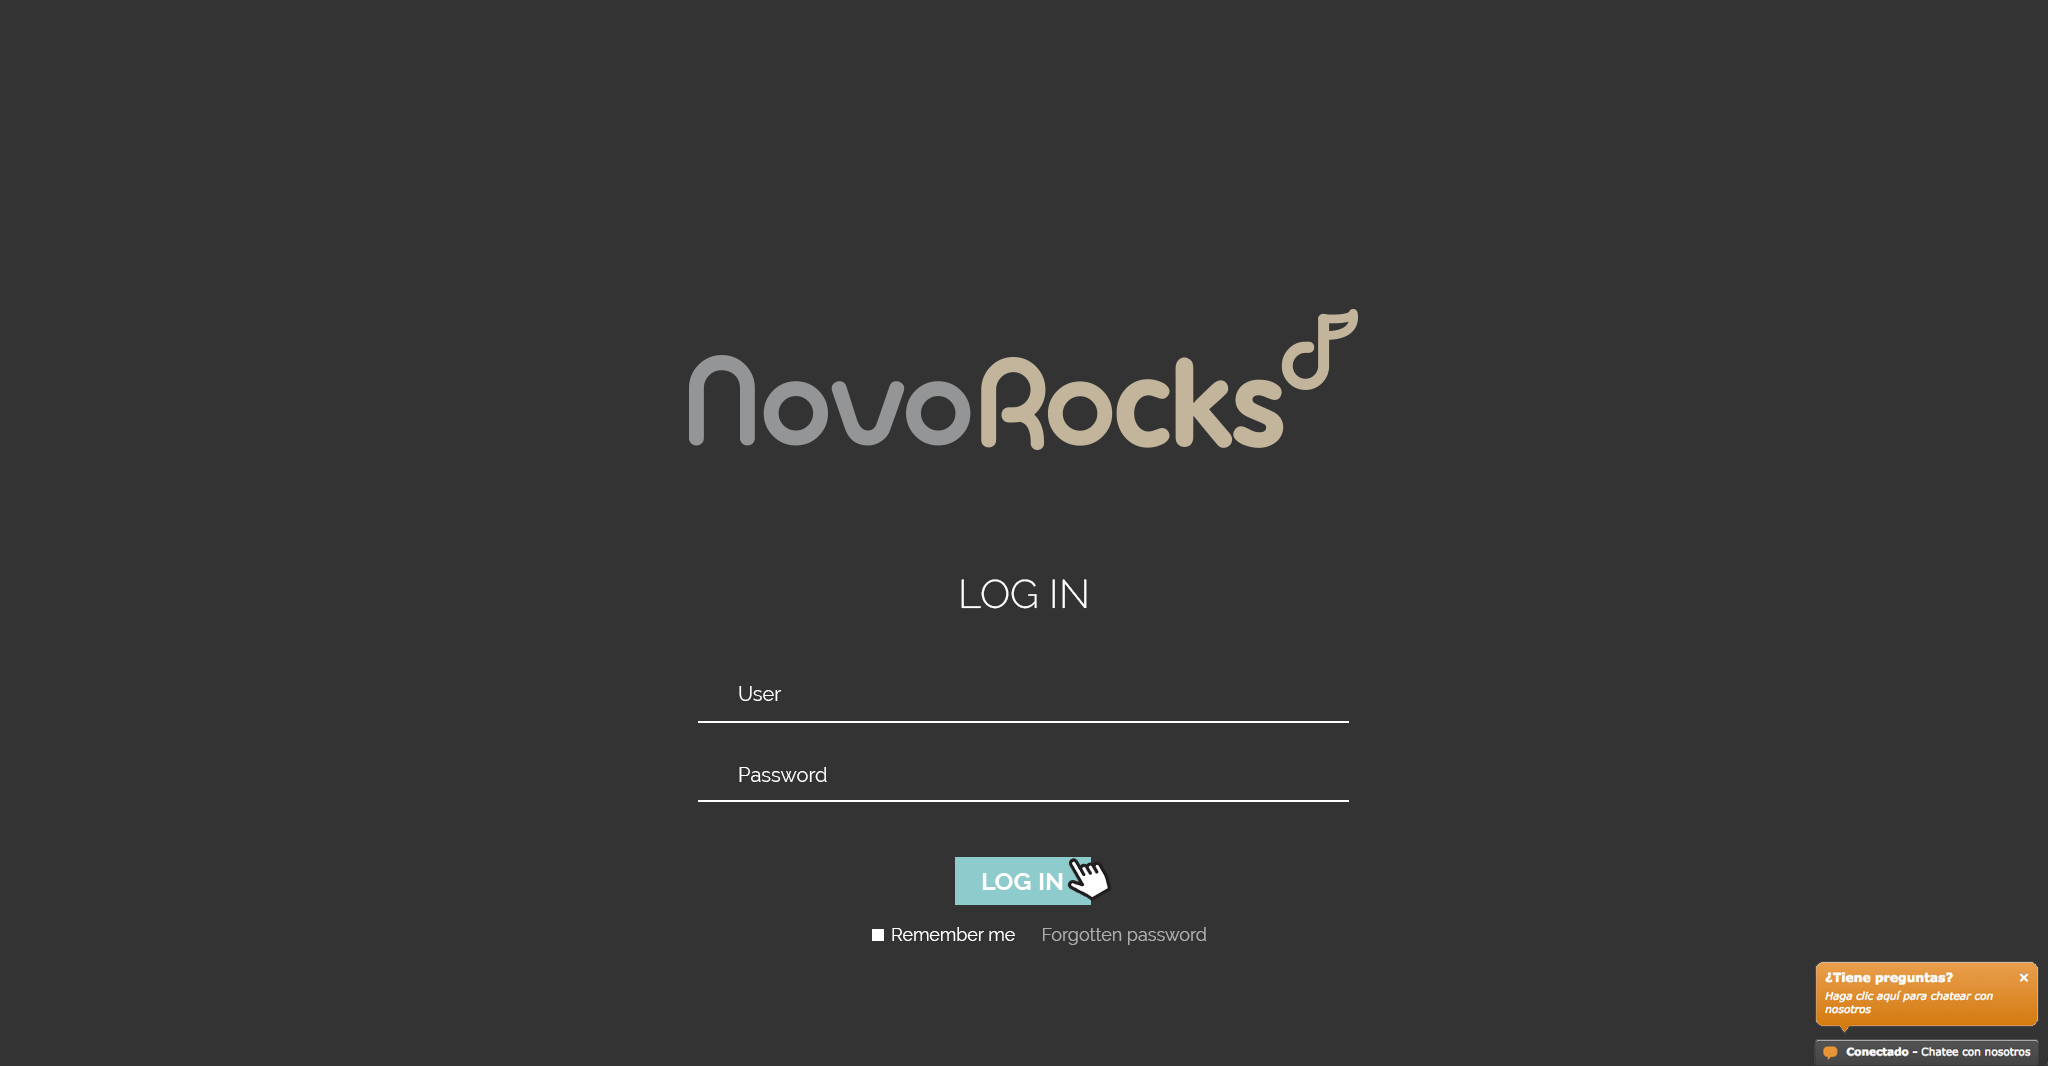 NovoRocks
LOG IN
User
Password
LOG IN
Remember me Forgotten password
¿Tiene preguntas?
Haga clic aquí para chatear con
nosotros
Conectado - Chatee con nosotros